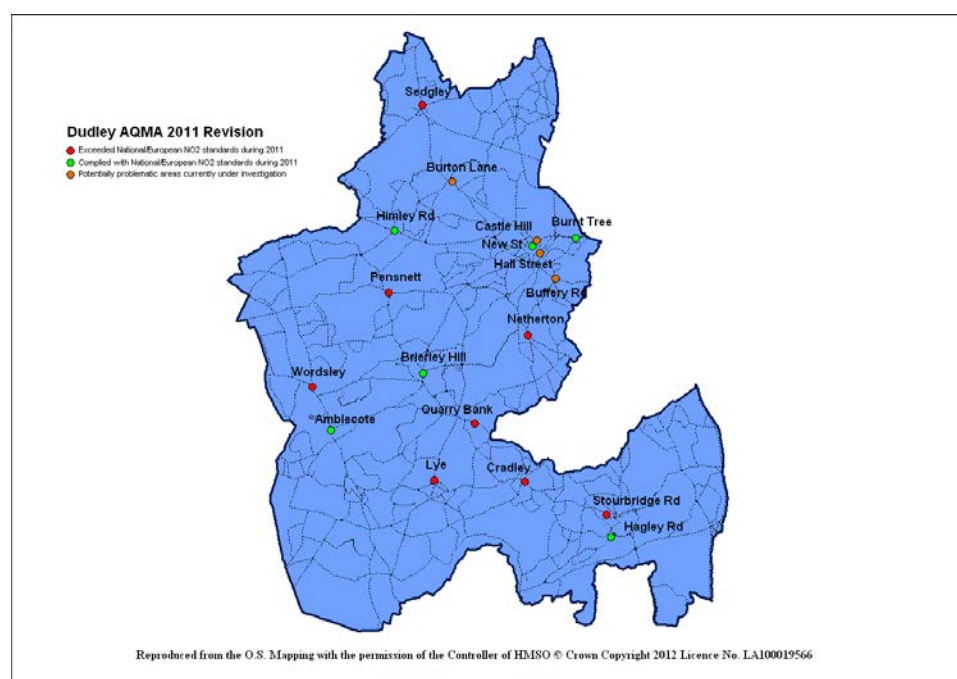 Sedgley
Dudley AQMA 2011 Revision
Exceeded National/European NO2 standards during 2011
Complied with National/European NO2 standards during 2011
Potentially problematic areas currently under investigation
Burton Lane
Himley Rd
Castle Hill
Burnt Tree
New St
Hall Street
Pensnett
Buffery Rd
Netherton
Brierley Hill
Wordsley
Quarry Bank
Amblecote
Lye
Cradley
Stourbridge Rd
Hagley Rd
Reproduced from the O.S. Mapping with the permission of the Controller of HMSO © Crown Copyright 2012 Licence No. LA100019566